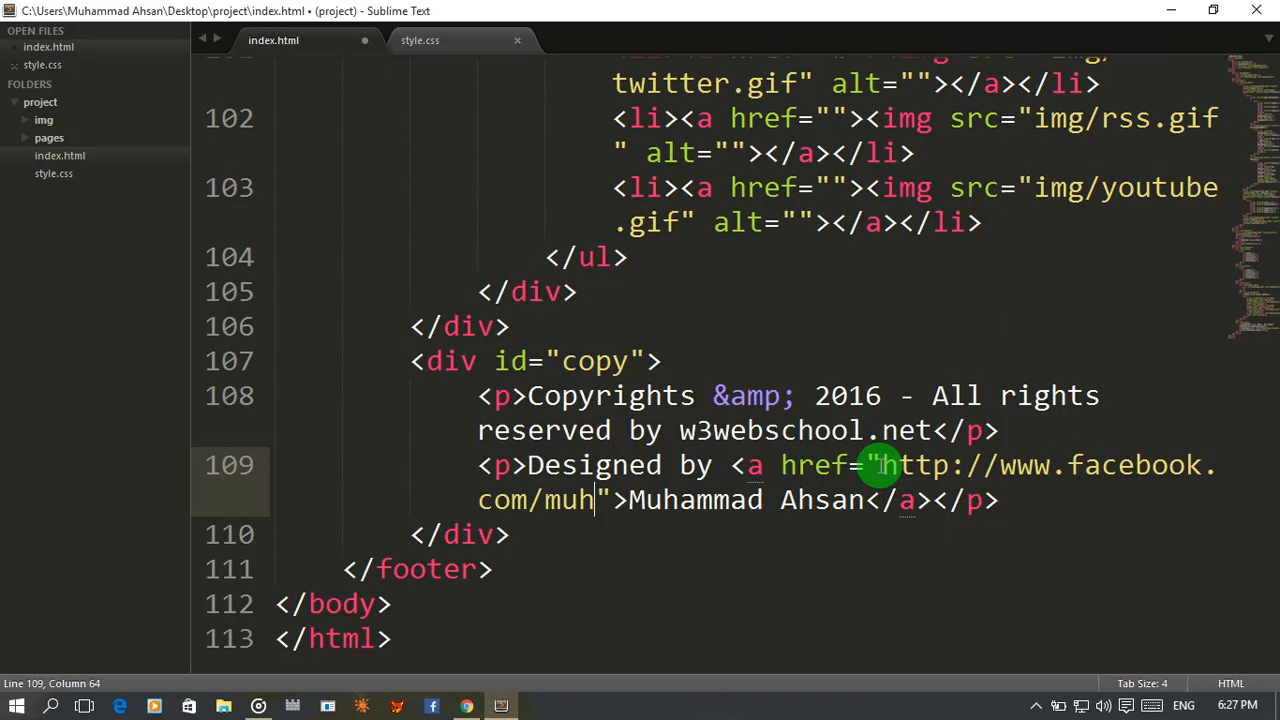 C:\Users\Muhammad Ahsan\Desktop\project\index.html • (project) - Sublime Text
OPEN FILES
index.html
style.css
FOLDERS
project
img
pages
index.html
style.css
index.html
style.css
twitter.gif" alt=""></a></li>
102 <li><a href=""><img src="img/rss.gif
" alt=""></a></li>
103 <li><a href=""><img src="img/youtube
.gif" alt=""></a></li>
104 </ul>
105 </div>
106 </div>
107 <div id="copy">
108 <p>Copyrights &amp; 2016 - All rights
reserved by w3webschool.net</p>
109 <p>Designed by <a href="http://www.facebook.
com/muh">Muhammad Ahsan</a></p>
110 </div>
111 </footer>
112 </body>
113 </html>
Line 109, Column 64
Tab Size: 4
HTML
ENG
6:27 PM